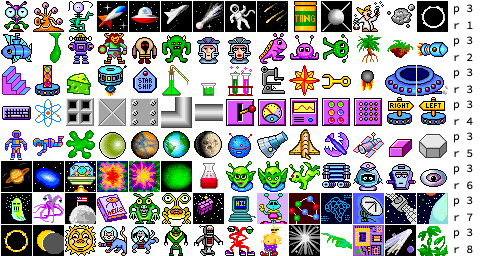 TANG
p 3
r 1
p 3
r 2
STAR
SHIP
p 3
r 3
RIGHT
LEFT
p 3
r 4
p 3
r 5
p 3
r 6
HI
p 3
r 7
p 3
r 8